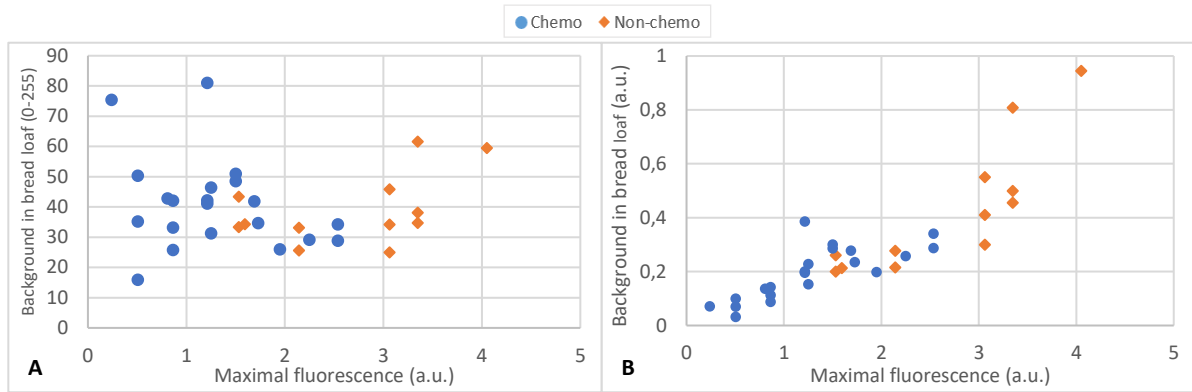 Chemo Non-chemo
Background in bread loaf (0-255)
90
80
70
60
50
40
30
20
10
0
0 1 2 3 4 5
A
Maximal fluorescence (a.u.)
Background in bread loaf (a.u.)
1
0,8
0,6
0,4
0,2
0
0 1 2 3 4 5
B
Maximal fluorescence (a.u.)